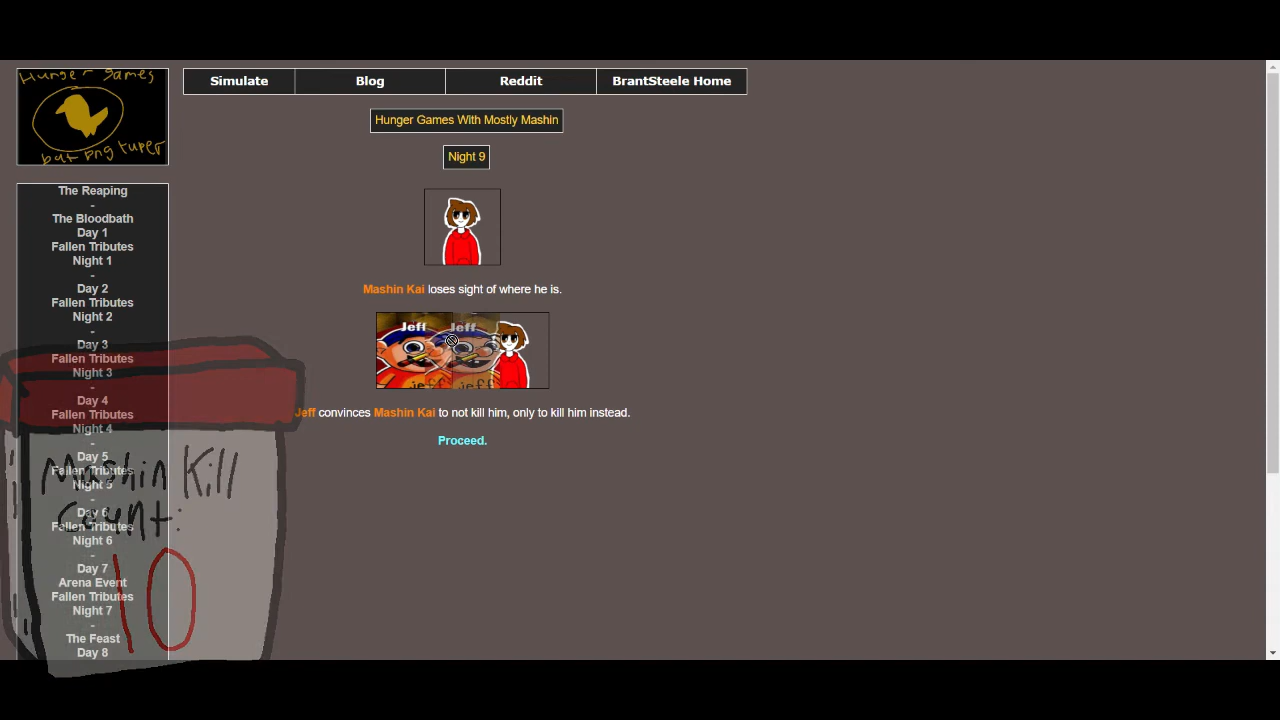 Hunger Games
but png tuper
Simulate
Blog
Reddit
BrantSteele Home
Hunger Games With Mostly Mashin
Night 9
Mashin Kai loses sight of where he is.
Jeff
Jeff
jeff
jeff
Jeff convinces Mashin Kai to not kill him, only to kill him instead.
Proceed.
The Reaping
-
The Bloodbath
Day 1
Fallen Tributes
Night 1
-
Day 2
Fallen Tributes
Night 2
-
Day 3
Fallen Tributes
Night 3
-
Day 4
Fallen Tributes
Night 4
-
Day 5
Fallen Tributes
Night 5
-
Day 6
Fallen Tributes
Night 6
-
Day 7
Arena Event
Fallen Tributes
Night 7
-
The Feast
Day 8
Mashin Kill
Count:
10